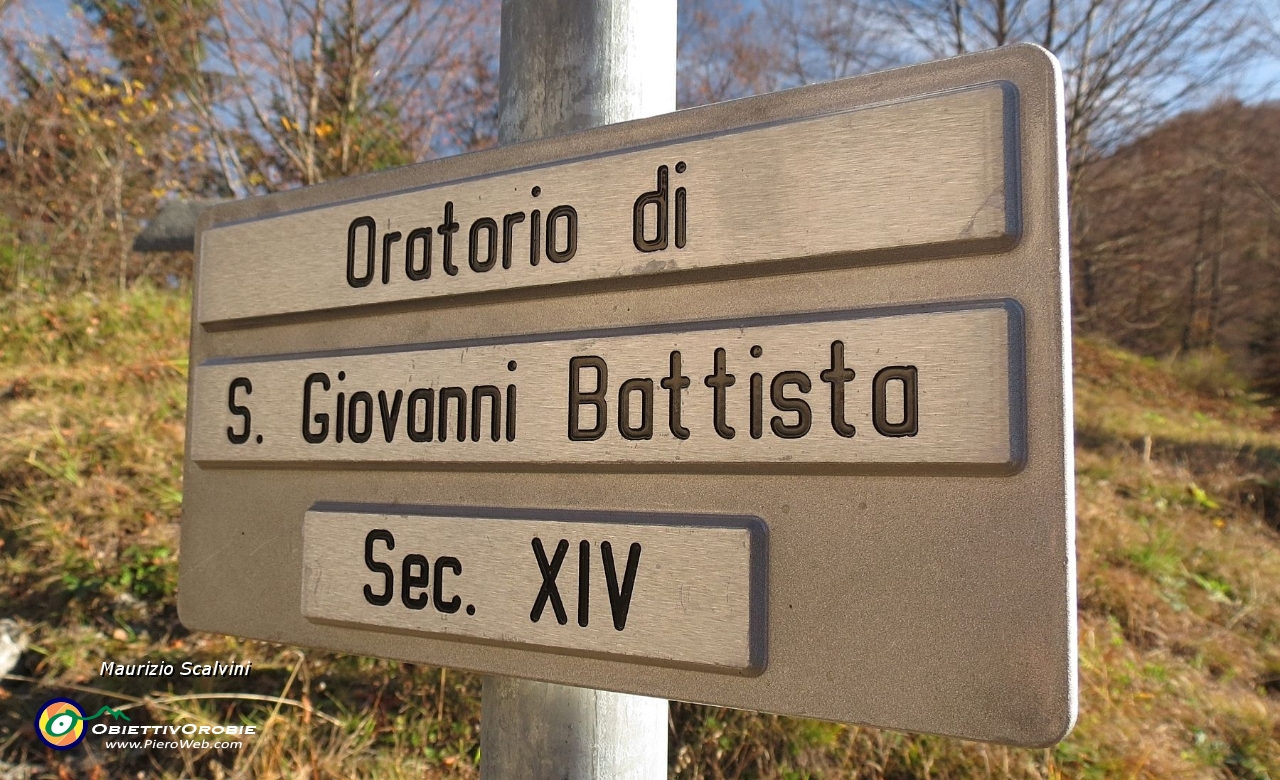 Oratorio di
S. Giovanni Battista
Sec. XIV
Maurizio Scalvini
OBIETTIVOROBIE
www.PieroWeb.com